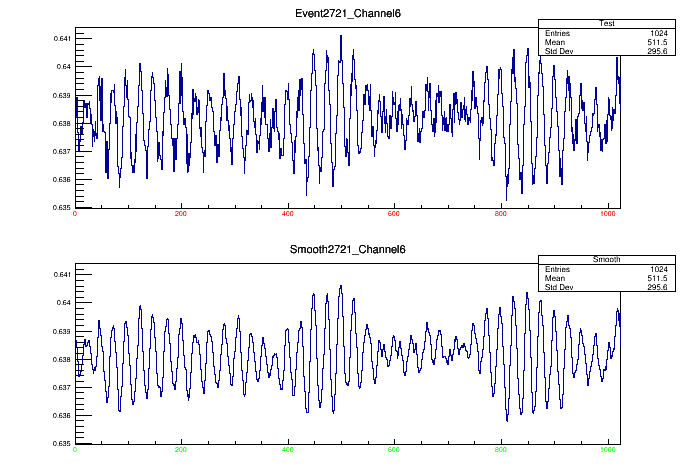 Event2721_Channel6
Test
Entries 1024
Mean 511.5
Std Dev 295.6
0.641
0.64
0.639
0.638
0.637
0.636
0.635
0 200 400 600 800 1000
Smooth2721_Channel6
Smooth
Entries 1024
Mean 511.5
Std Dev 295.6
0.641
0.64
0.639
0.638
0.637
0.636
0.635
0 200 400 600 800 1000